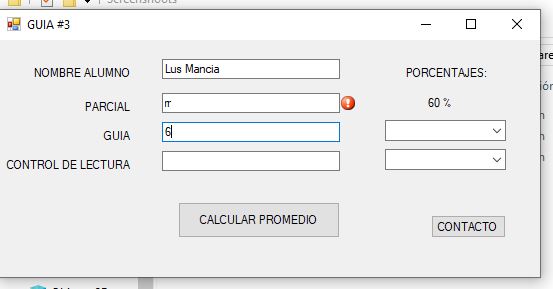 Screenshots
GUIA #3
NOMBRE ALUMNO
Lus Mancia
PORCENTAJES:
PARCIAL
rr
60 %
GUIA
6
CONTROL DE LECTURA
CALCULAR PROMEDIO
CONTACTO